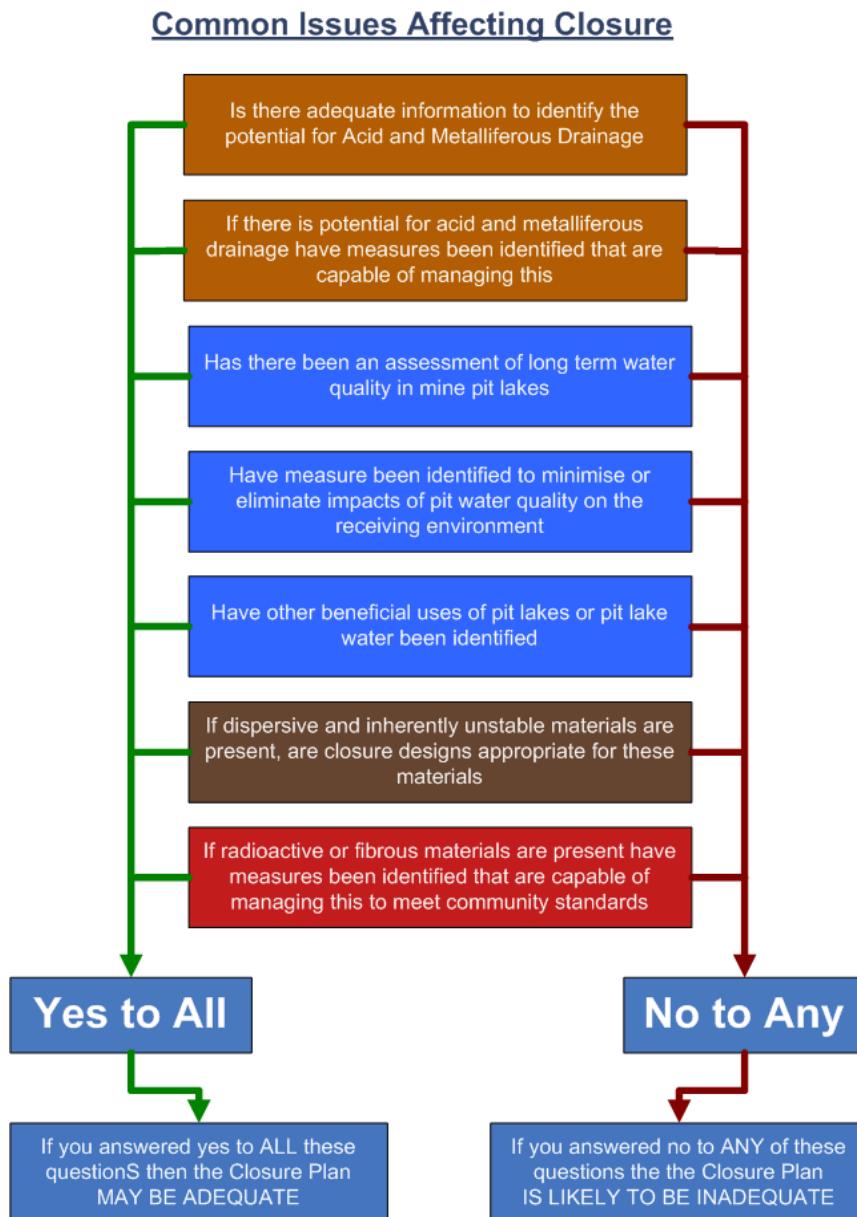 Common Issues Affecting Closure
Is there adequate information to identify the
potential for Acid and Metalliferous Drainage
If there is potential for acid and metalliferous
drainage have measures been identified that are
capable of managing this
Has there been an assessment of long term water
quality in mine pit lakes
Have measure been identified to minimise or
eliminate impacts of pit water quality on the
receiving environment
Have other beneficial uses of pit lakes or pit lake
water been identified
If dispersive and inherently unstable materials are
present, are closure designs appropriate for these
materials
If radioactive or fibrous materials are present have
measures been identified that are capable of
managing this to meet community standards
Yes to All
No to Any
If you answered yes to ALL these
questionS then the Closure Plan
MAY BE ADEQUATE
If you answered no to ANY of these
questions the the Closure Plan
IS LIKELY TO BE INADEQUATE